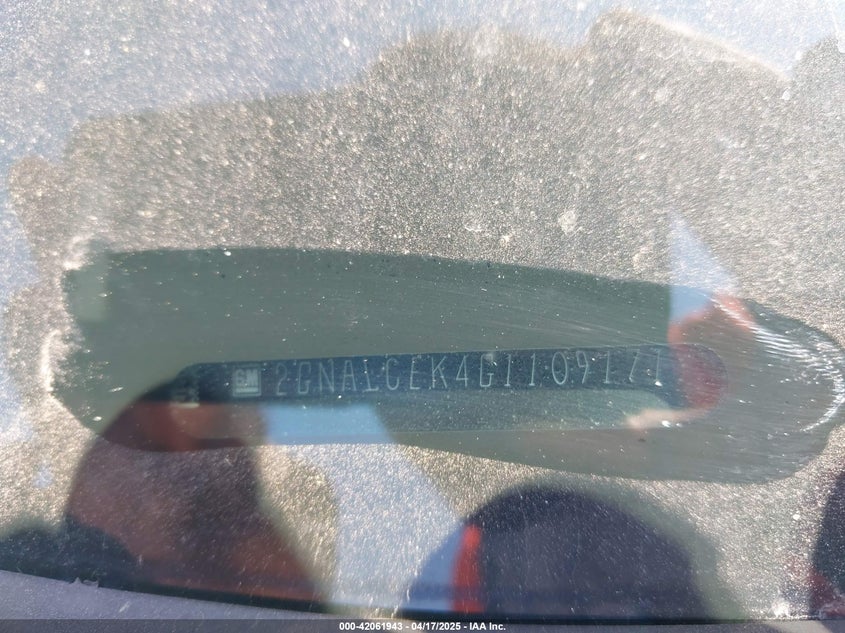 GM 2GNALCEK4G1109171
000-42061943 - 04/17/2025 - IAA Inc.